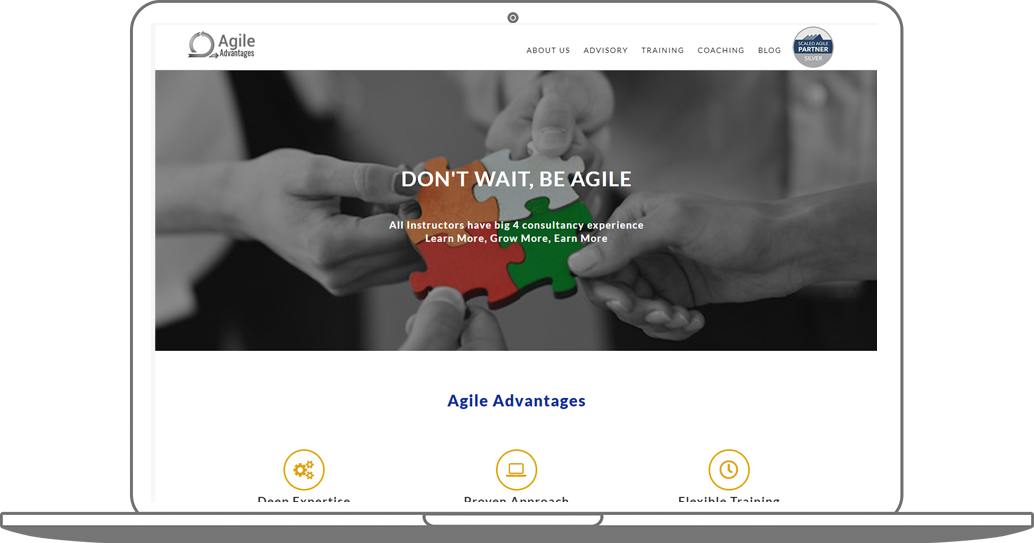 Agile
Advantages
ABOUT US ADVISORY TRAINING COACHING BLOG
SCALED AGILE
PARTNER
SILVER
DON'T WAIT, BE AGILE
All Instructors have big 4 consultancy experience
Learn More, Grow More, Earn More
Agile Advantages
Deep Expertise Proven Approach Flexible Training